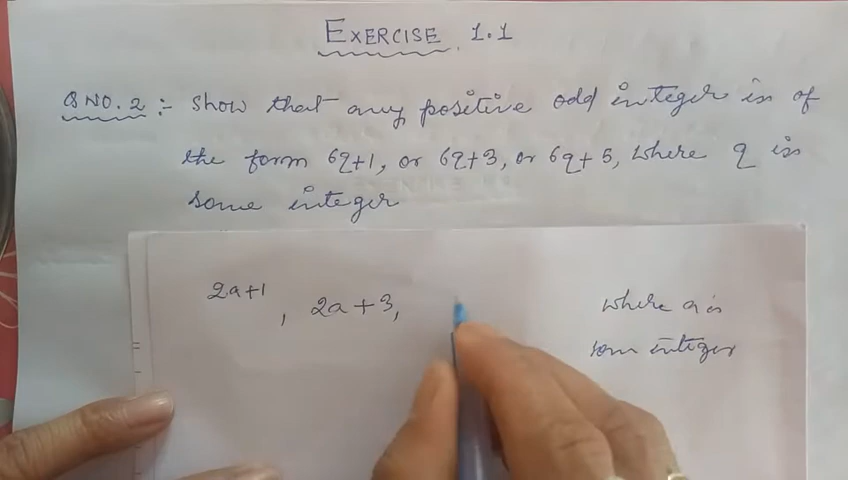 EXERCISE 1.1
Q NO. 2 :- Show that any positive odd integer is of
the form 6q+1, or 6q+3, or 6q+5, where q is
some integer
2a+1, 2a+3,
where a is
som integer